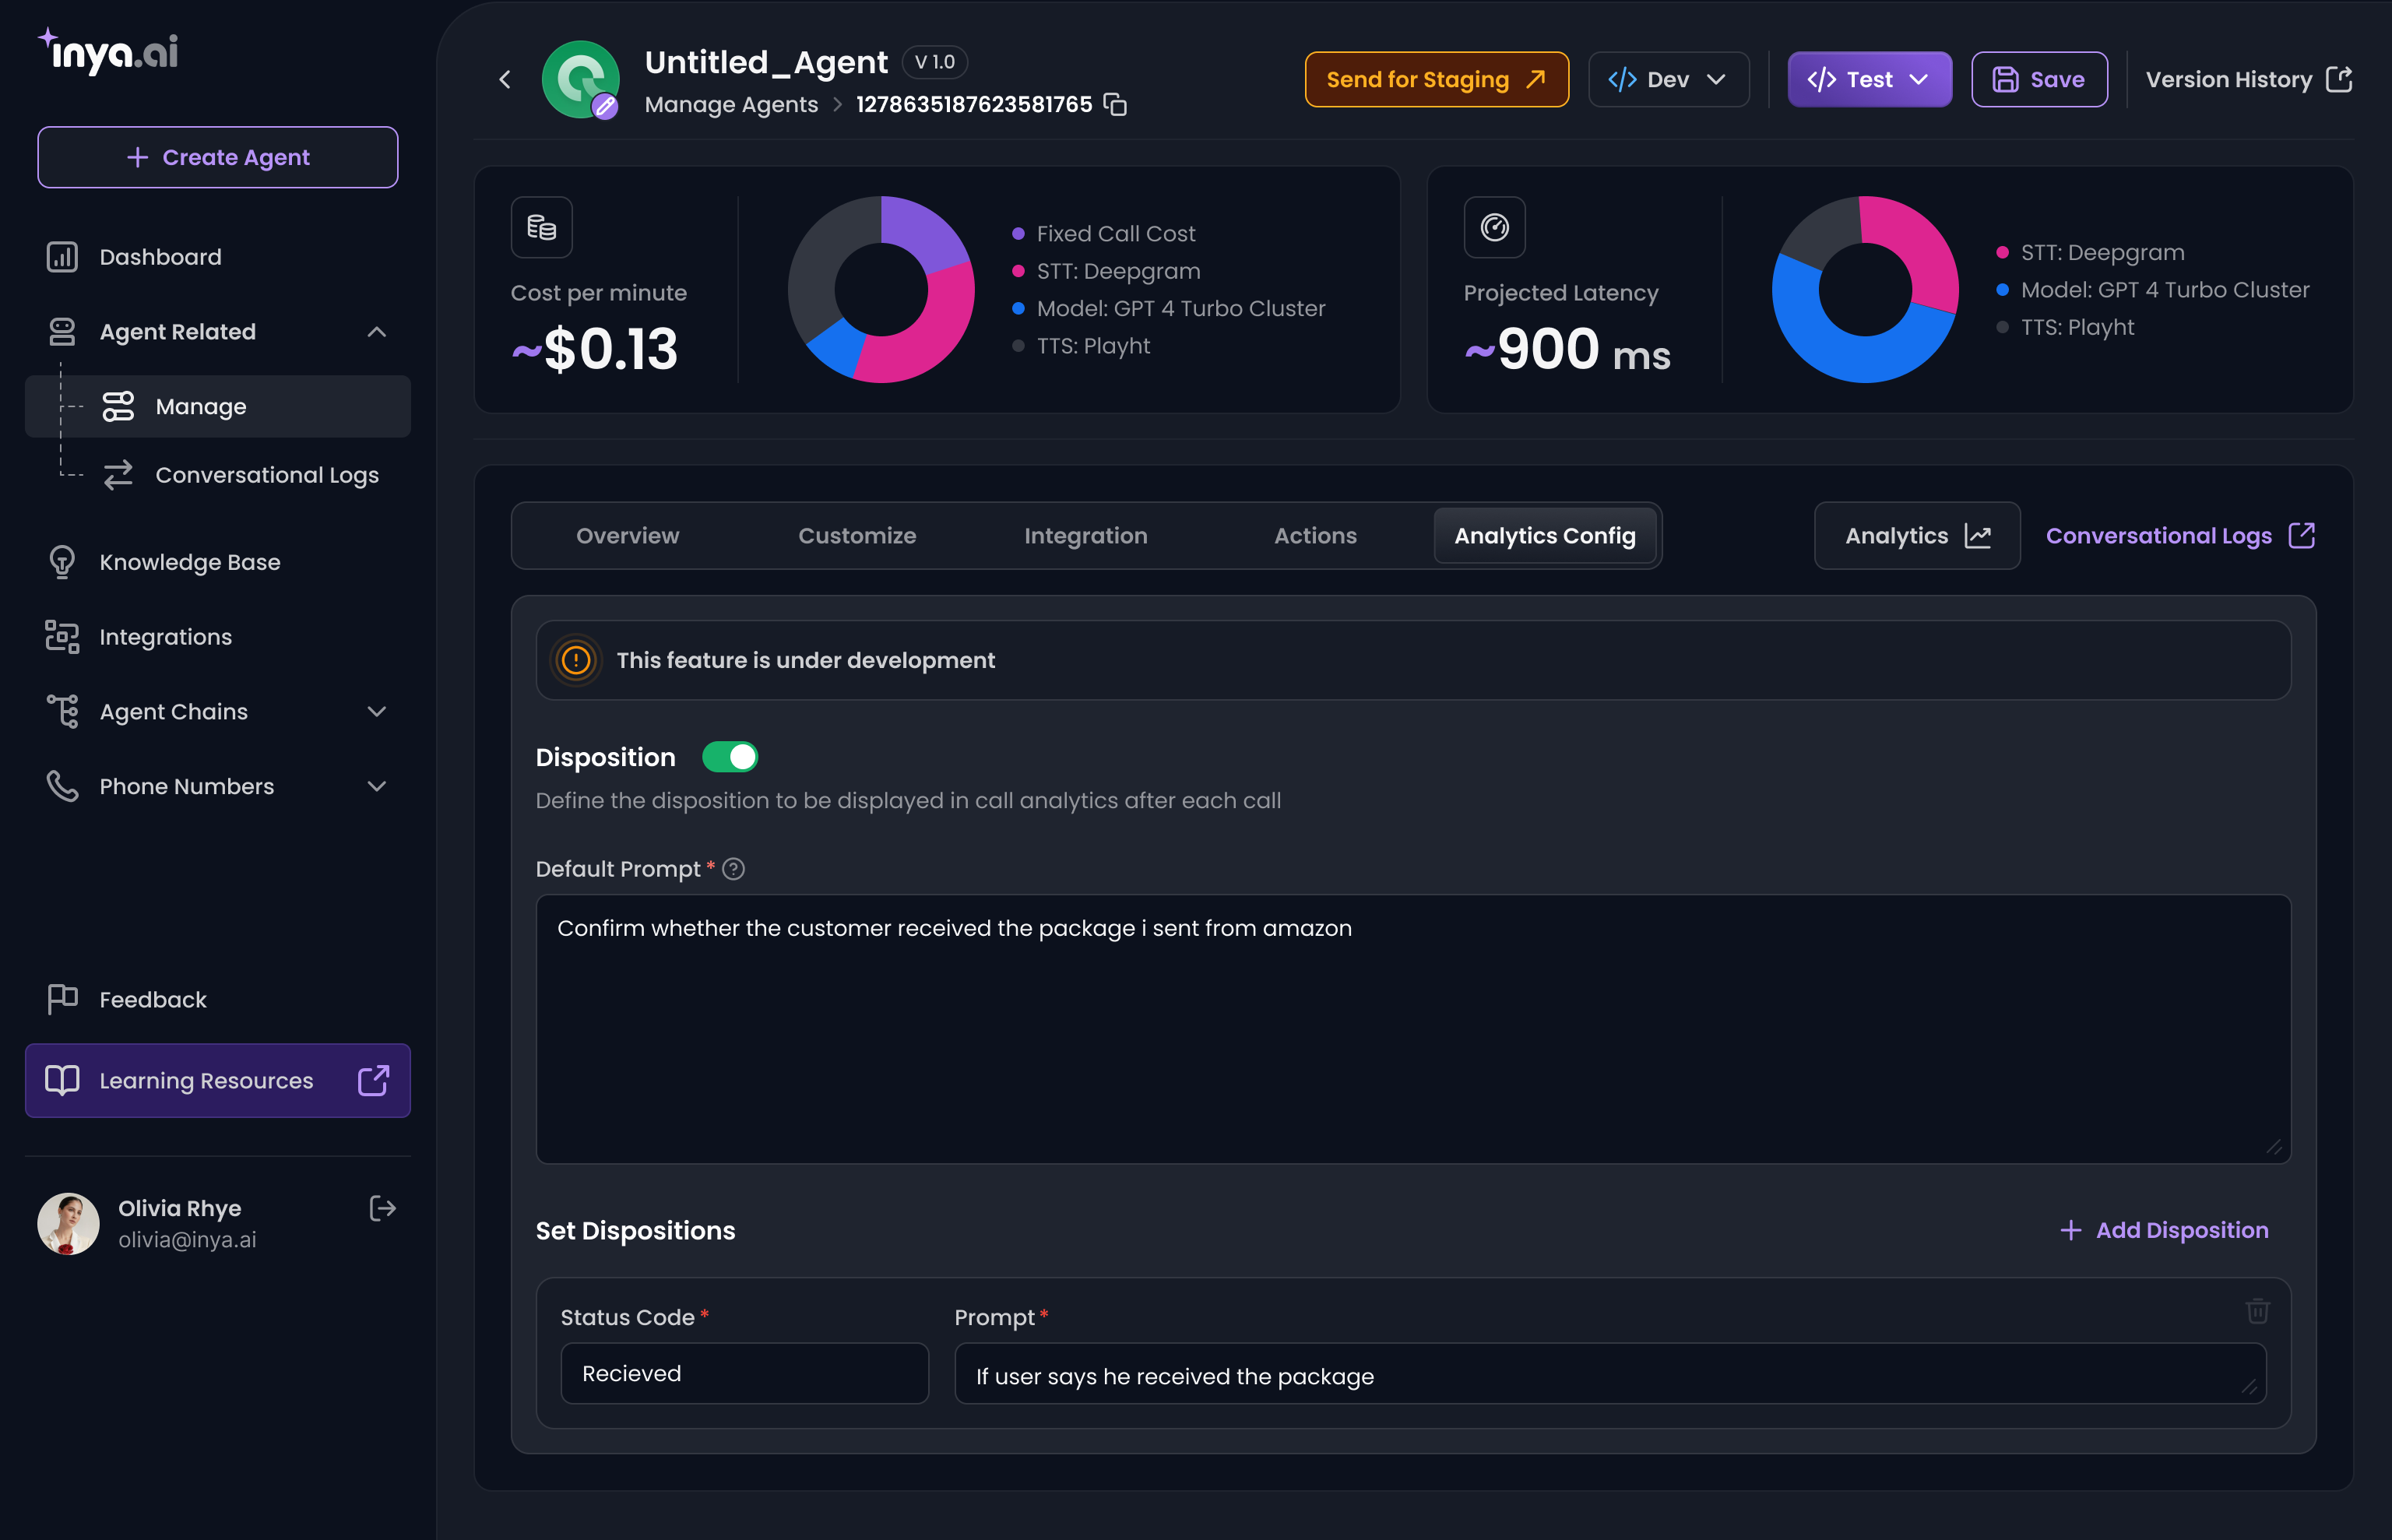 inya.ai
Create Agent
Dashboard
Agent Related
Manage
Conversational Logs
Knowledge Base
Integrations
Agent Chains
Phone Numbers
Feedback
Learning Resources
Olivia Rhye
olivia@inya.ai
Untitled_Agent V 1.0
Manage Agents > 1278635187623581765
Send for Staging
Dev
Test
Save
Version History
Cost per minute
~$0.13
Fixed Call Cost
STT: Deepgram
Model: GPT 4 Turbo Cluster
TTS: Playht
Projected Latency
~900 ms
STT: Deepgram
Model: GPT 4 Turbo Cluster
TTS: Playht
Overview
Customize
Integration
Actions
Analytics Config
Analytics
Conversational Logs
This feature is under development
Disposition
Define the disposition to be displayed in call analytics after each call
Default Prompt *
Confirm whether the customer received the package i sent from amazon
Set Dispositions
Add Disposition
Status Code *
Recieved
Prompt *
If user says he received the package